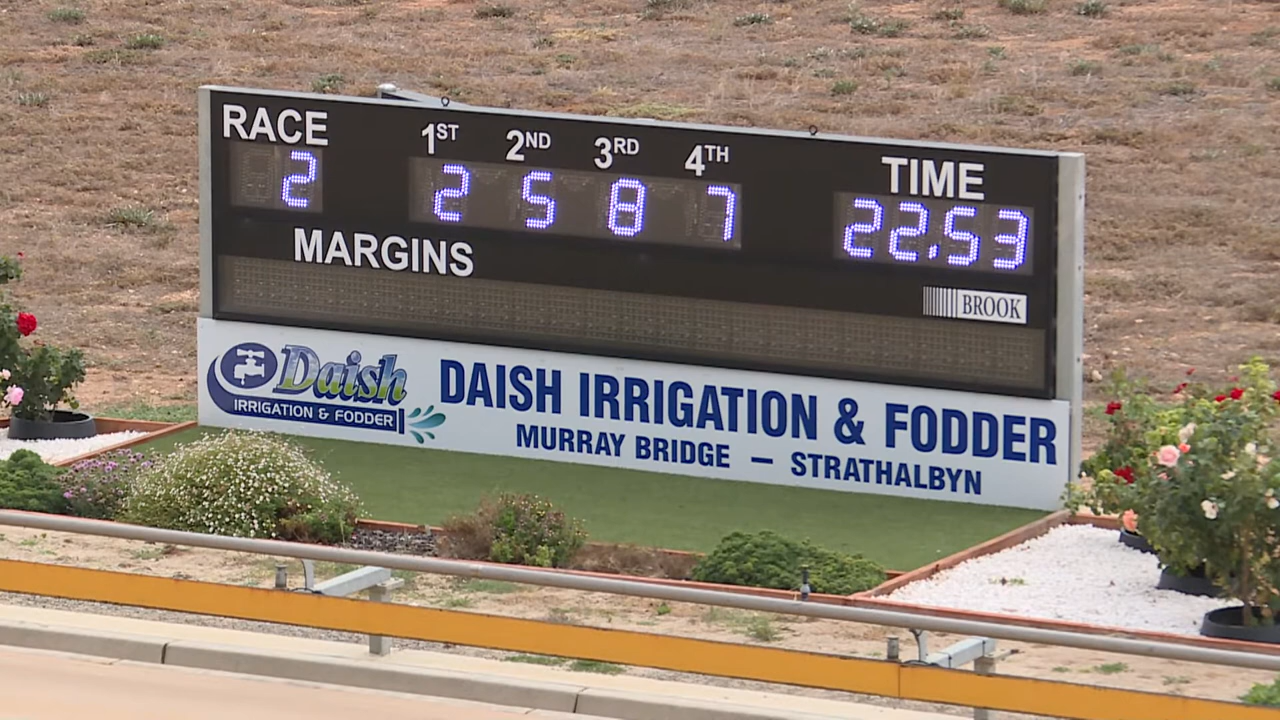 RACE 1ST 2ND 3RD 4TH TIME
2 2 5 8 7 22.53
MARGINS
BROOK
Daish
IRRIGATION & FODDER
DAISH IRRIGATION & FODDER
MURRAY BRIDGE – STRATHALBYN